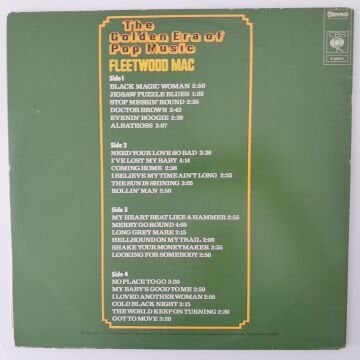 The
Golden Era of
Pop Music
FLEETWOOD MAC
Stereo
CBS
Side 1
BLACK MAGIC WOMAN 2:50
JIGSAW PUZZLE BLUES 1:33
STOP MESSIN' ROUND 2:35
DOCTOR BROWN 3:43
EVENIN' BOOGIE 2:39
ALBATROSS 3:07
Side 2
NEED YOUR LOVE SO BAD 3:36
I'VE LOST MY BABY 4:14
COMING HOME 2:38
I BELIEVE MY TIME AIN'T LONG 2:55
THE SUN IS SHINING 3:05
ROLLIN' MAN 2:50
Side 3
MY HEART BEAT LIKE A HAMMER 2:55
MERRY GO ROUND 4:05
LONG GREY MARE 2:15
HELLHOUND ON MY TRAIL 2:00
SHAKE YOUR MONEYMAKER 2:55
LOOKING FOR SOMEBODY 2:50
Side 4
NO PLACE TO GO 3:20
MY BABY'S GOOD TO ME 2:50
I LOVED ANOTHER WOMAN 2:55
COLD BLACK NIGHT 3:15
THE WORLD KEEP ON TURNING 2:30
GOT TO MOVE 3:20